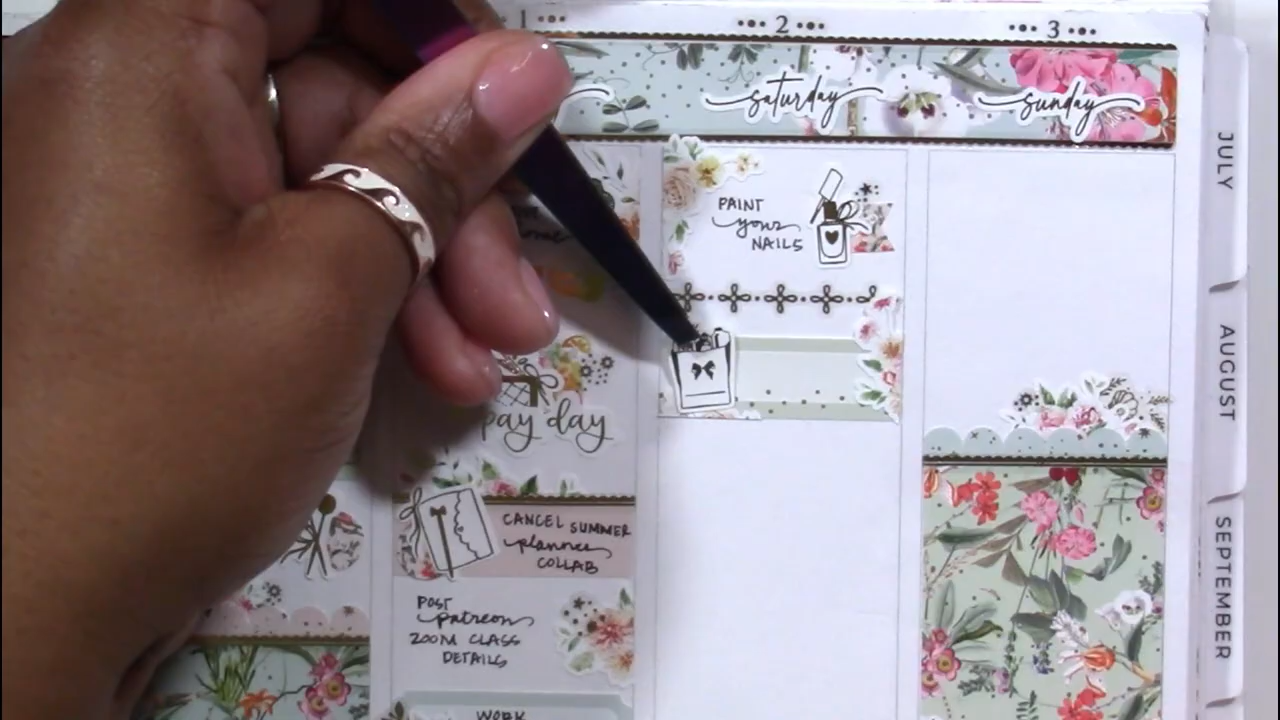 1
2
3
saturday
sunday
PAINT
your
NAILS
pay day
CANCEL SUMMER
planner
COLLAB
POST
patreon
ZOOM CLASS
DETAILS
WORK
JULY
AUGUST
SEPTEMBER